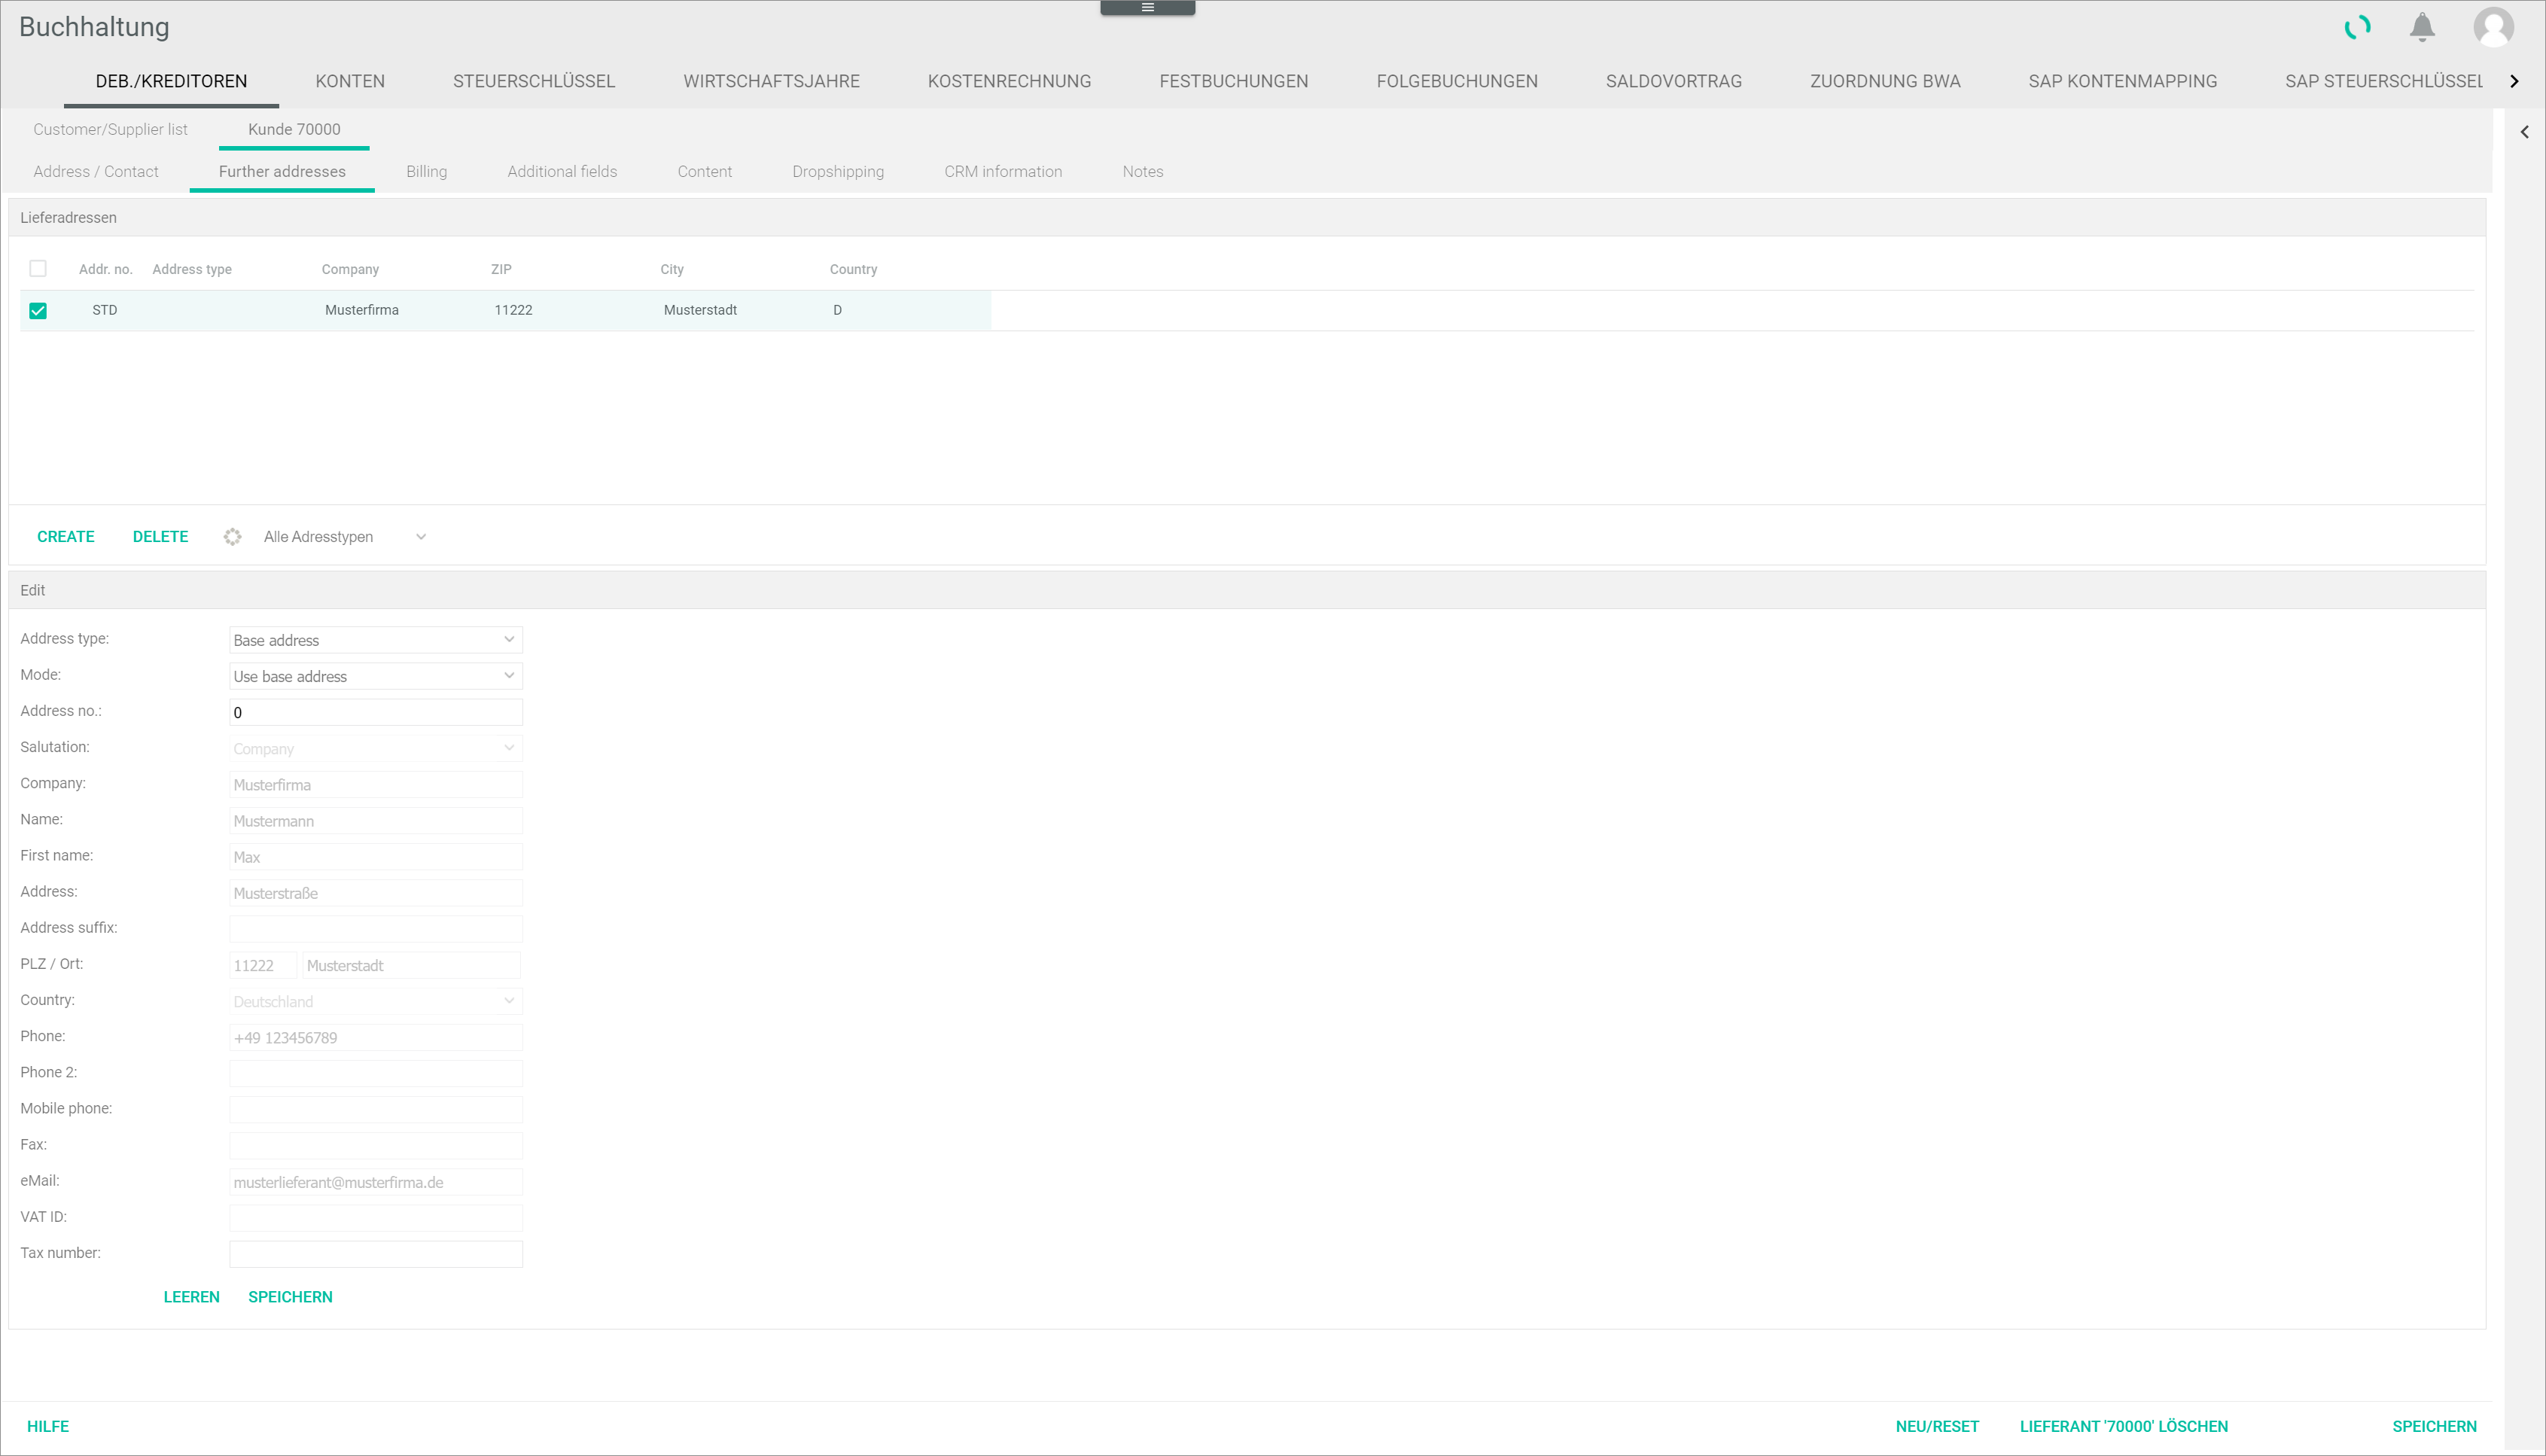 Buchhaltung
DEB./KREDITOREN KONTEN STEUERSCHLÜSSEL WIRTSCHAFTSJAHRE KOSTENRECHNUNG FESTBUCHUNGEN FOLGEBUCHUNGEN SALDOVORTRAG ZUORDNUNG BWA SAP KONTENMAPPING SAP STEUERSCHLÜSSEL
Customer/Supplier list Kunde 70000
Address / Contact Further addresses Billing Additional fields Content Dropshipping CRM information Notes
Lieferadressen
Addr. no. Address type Company ZIP City Country
STD Musterfirma 11222 Musterstadt D
CREATE DELETE Alle Adresstypen
Edit
Address type: Base address
Mode: Use base address
Address no.: 0
Salutation: Company
Company: Musterfirma
Name: Mustermann
First name: Max
Address: Musterstraße
Address suffix:
PLZ / Ort: 11222 Musterstadt
Country: Deutschland
Phone: +49 123456789
Phone 2:
Mobile phone:
Fax:
eMail: musterlieferant@musterfirma.de
VAT ID:
Tax number:
LEEREN SPEICHERN
HILFE NEU/RESET LIEFERANT '70000' LÖSCHEN SPEICHERN